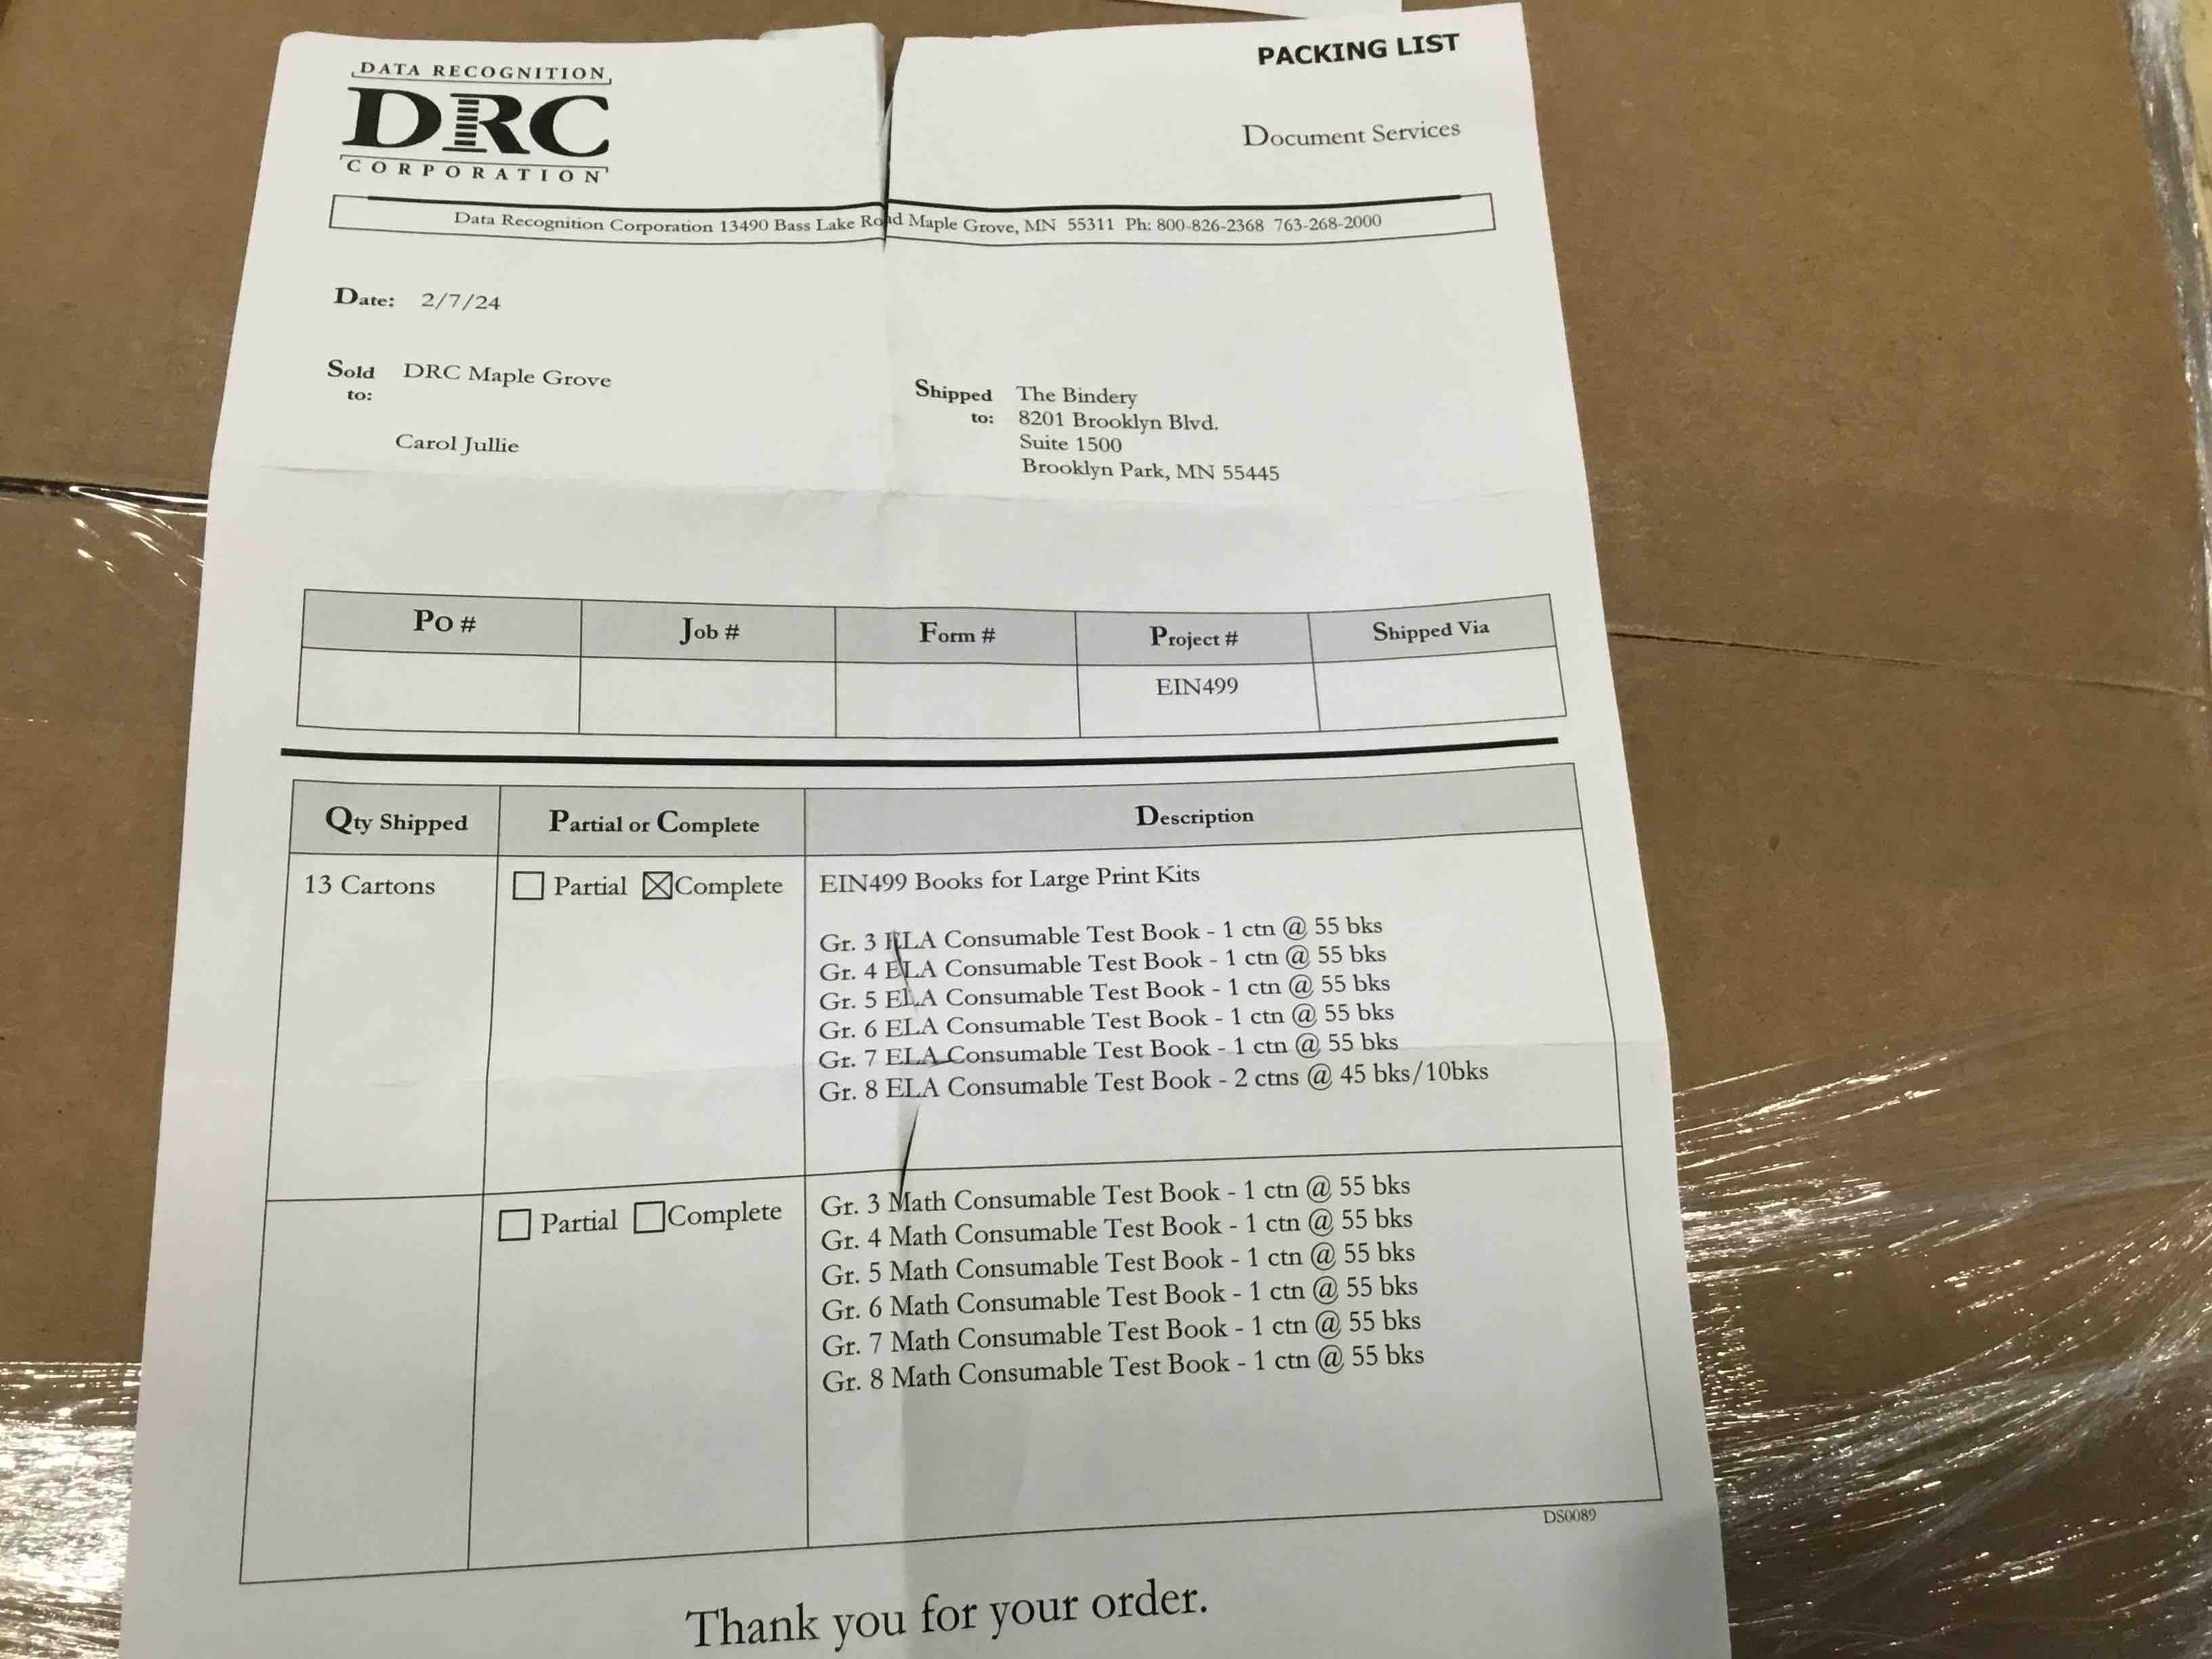 PACKING LIST
DATA RECOGNITION
DRC
CORPORATION
Document Services
Data Recognition Corporation 13490 Bass Lake Road Maple Grove, MN 55311 Ph: 800-826-2368 763-268-2000
Date: 2/7/24
Sold to: DRC Maple Grove
Carol Jullie
Shipped to: The Bindery
8201 Brooklyn Blvd.
Suite 1500
Brooklyn Park, MN 55445
PO # Job # Form # Project # Shipped Via
EIN499
Qty Shipped Partial or Complete Description
13 Cartons ☐ Partial ☒ Complete EIN499 Books for Large Print Kits
Gr. 3 ELA Consumable Test Book - 1 ctn @ 55 bks
Gr. 4 ELA Consumable Test Book - 1 ctn @ 55 bks
Gr. 5 ELA Consumable Test Book - 1 ctn @ 55 bks
Gr. 6 ELA Consumable Test Book - 1 ctn @ 55 bks
Gr. 7 ELA Consumable Test Book - 1 ctn @ 55 bks
Gr. 8 ELA Consumable Test Book - 2 ctns @ 45 bks/10bks
☐ Partial ☐ Complete Gr. 3 Math Consumable Test Book - 1 ctn @ 55 bks
Gr. 4 Math Consumable Test Book - 1 ctn @ 55 bks
Gr. 5 Math Consumable Test Book - 1 ctn @ 55 bks
Gr. 6 Math Consumable Test Book - 1 ctn @ 55 bks
Gr. 7 Math Consumable Test Book - 1 ctn @ 55 bks
Gr. 8 Math Consumable Test Book - 1 ctn @ 55 bks
DS0089
Thank you for your order.